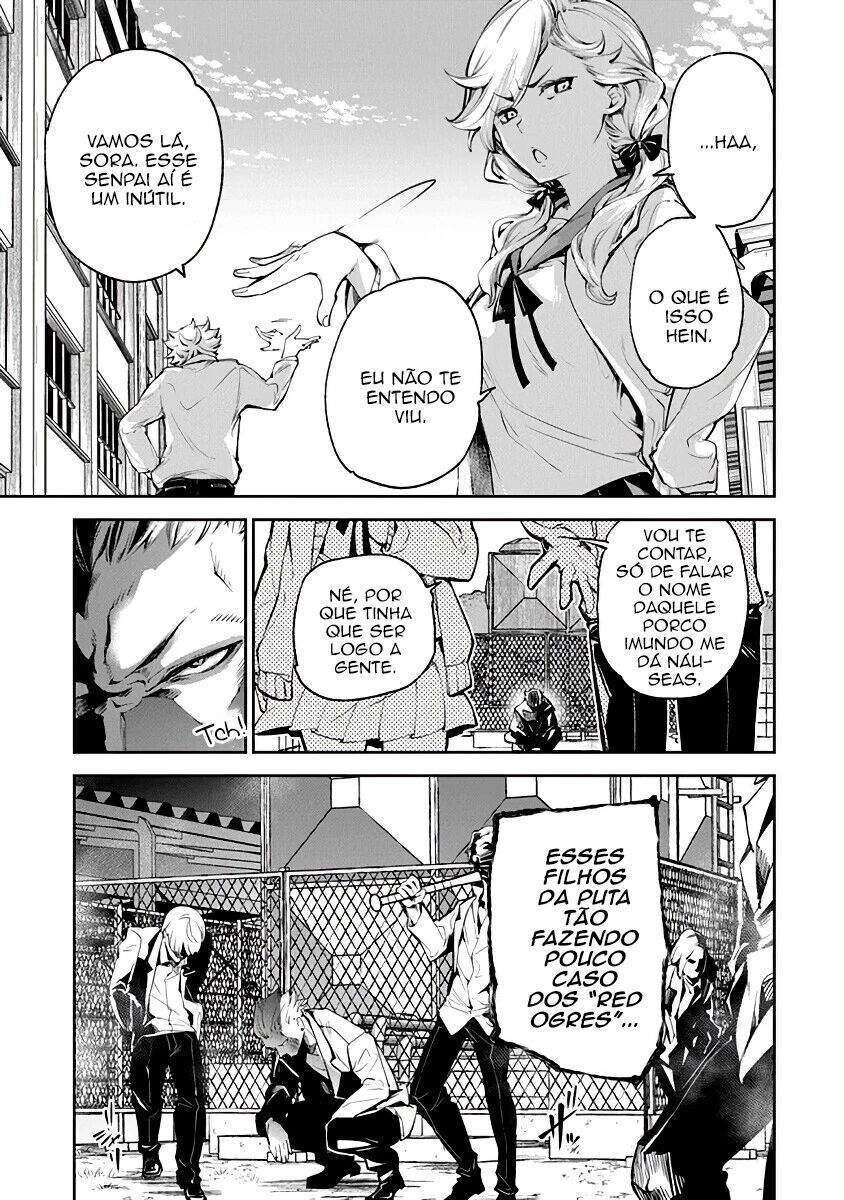 ...HAA,
O QUE É
ISSO HEIN.
EU NÃO TE
ENTENDO
VIU.
VAMOS LÁ,
SORA. ESSE
SENPAI AÍ É
UM INÚTIL.
VOU TE
CONTAR,
SÓ DE FALAR
O NOME
DAQUELE
PORCO
IMUNDO ME
DÁ NÁU-
SEAS.
NÉ, POR
QUE TINHA
QUE SER
LOGO A
GENTE.
Tch!
ESSES
FILHOS
DA PUTA
TÃO
FAZENDO
POUCO
CASO
DOS "RED
OGRES"...